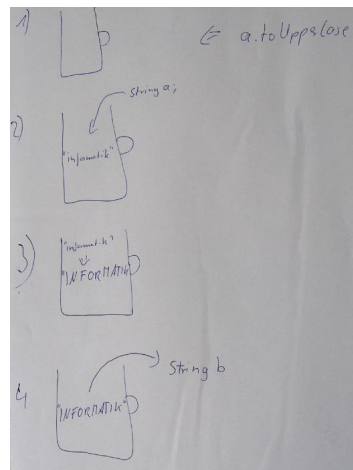 1)
⇐ a.toUpperCase
String a;
2)
"informatik"
3)
"informatik"
"INFORMATIK"
String b
4
"INFORMATIK"